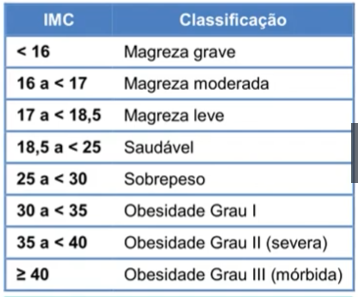 IMC Classificação
< 16 Magreza grave
16 a < 17 Magreza moderada
17 a < 18,5 Magreza leve
18,5 a < 25 Saudável
25 a < 30 Sobrepeso
30 a < 35 Obesidade Grau I
35 a < 40 Obesidade Grau II (severa)
≥ 40 Obesidade Grau III (mórbida)